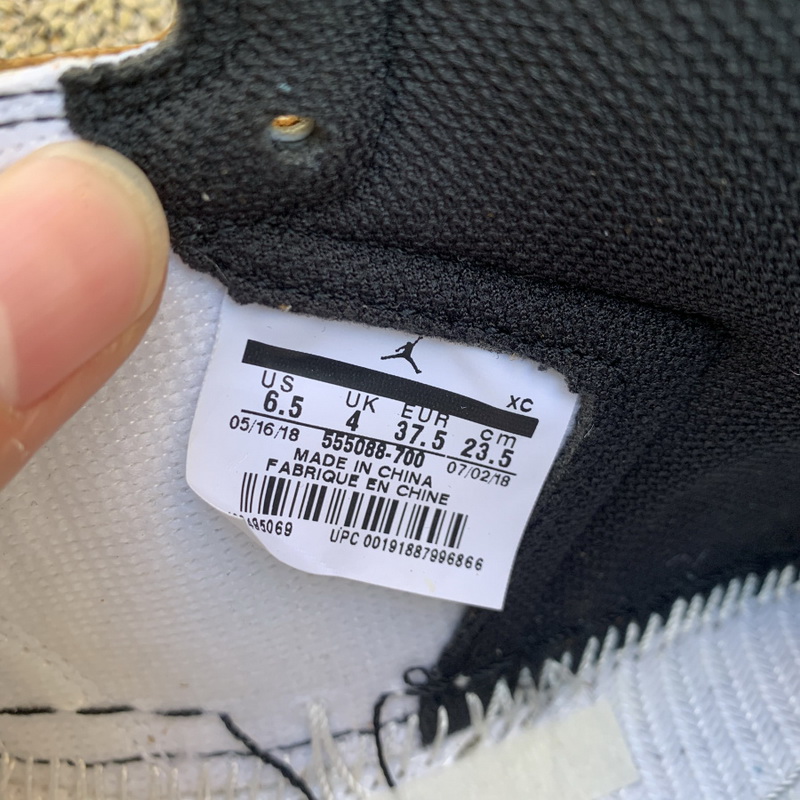 XC
US UK EUR cm
6.5 4 37.5 23.5
05/16/18 555088-700 07/02/18
MADE IN CHINA
FABRIQUE EN CHINE
UPC 00191887996866